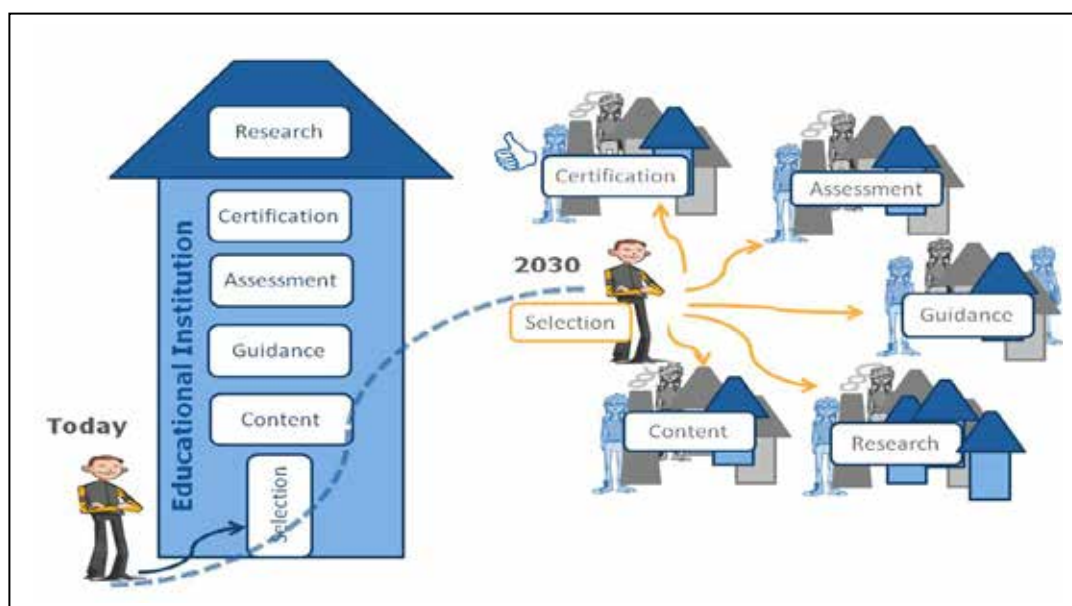 Research
Certification
Assessment
Guidance
Content
Selection
Educational Institution
Today
2030
Selection
Certification
Assessment
Guidance
Content
Research